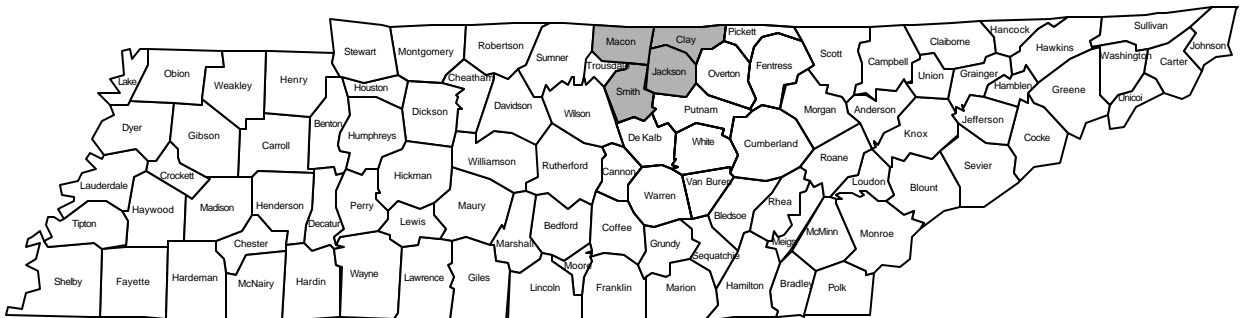 Stewart
Montgomery
Robertson
Sumner
Macon
Clay
Pickett
Scott
Campbell
Claiborne
Hancock
Hawkins
Sullivan
Johnson
Lake
Obion
Weakley
Henry
Houston
Cheatham
Trousdale
Jackson
Overton
Fentress
Union
Grainger
Hamblen
Washington
Carter
Greene
Unicoi
Dyer
Gibson
Carroll
Benton
Humphreys
Dickson
Davidson
Wilson
Smith
Putnam
Morgan
Anderson
Knox
Jefferson
Cocke
De Kalb
White
Cumberland
Roane
Sevier
Lauderdale
Crockett
Haywood
Madison
Henderson
Decatur
Perry
Hickman
Williamson
Rutherford
Cannon
Warren
Van Buren
Loudon
Blount
Tipton
Chester
Lewis
Maury
Marshall
Bedford
Coffee
Grundy
Bledsoe
Rhea
Meigs
McMinn
Monroe
Sequatchie
Shelby
Fayette
Hardeman
McNairy
Hardin
Wayne
Lawrence
Giles
Lincoln
Moore
Franklin
Marion
Hamilton
Bradley
Polk